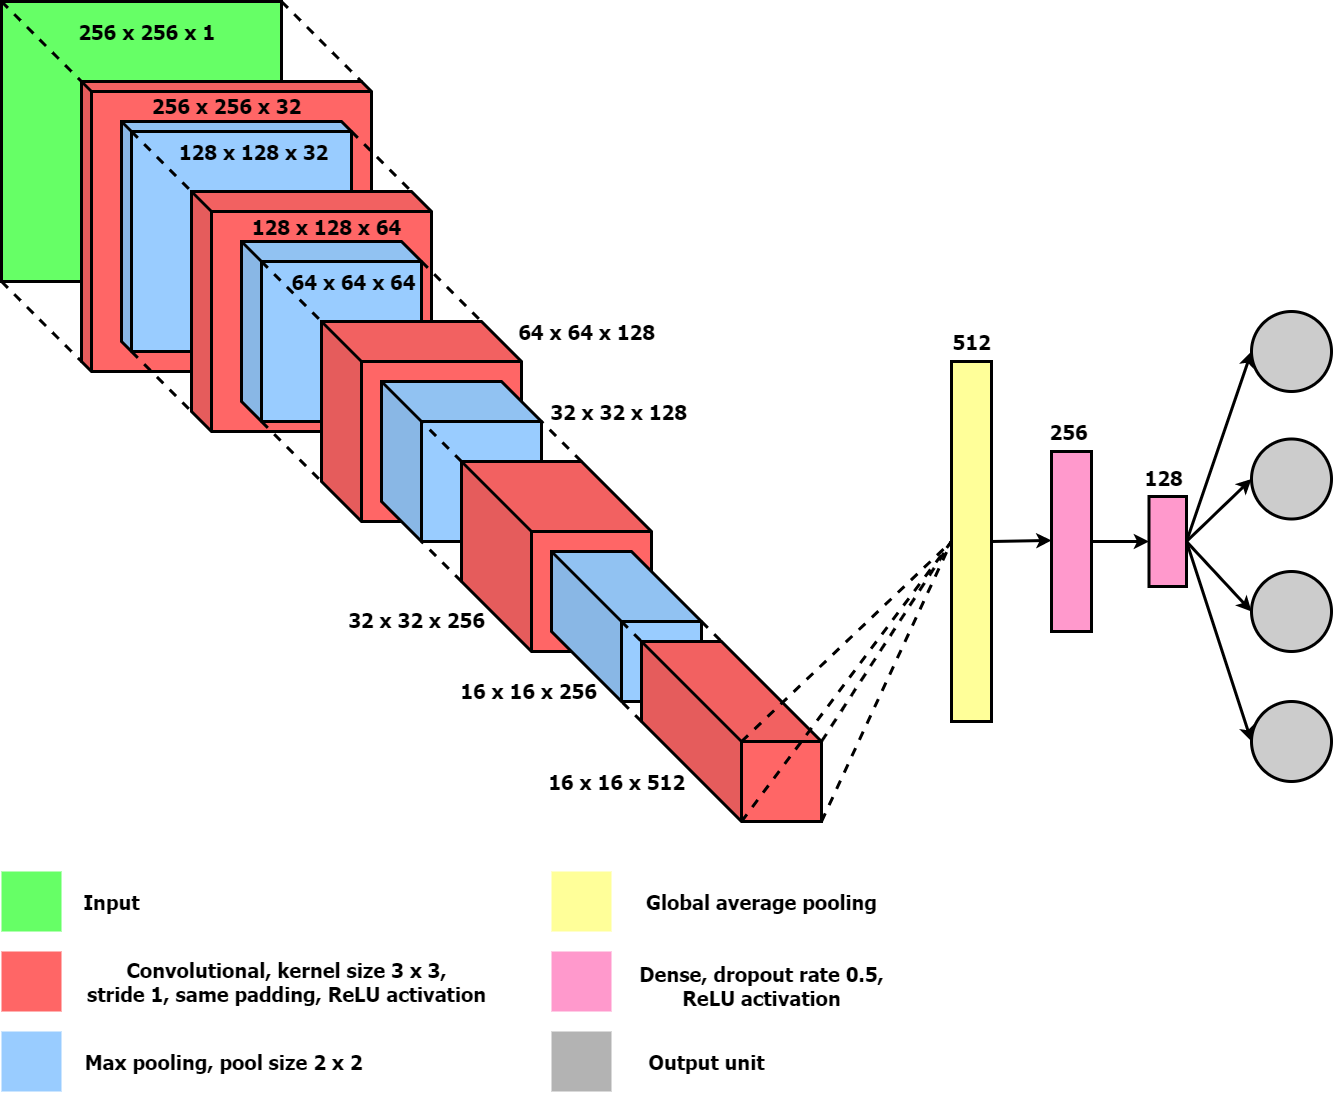 256 x 256 x 1
256 x 256 x 32
128 x 128 x 32
128 x 128 x 64
64 x 64 x 64
64 x 64 x 128
32 x 32 x 128
32 x 32 x 256
16 x 16 x 256
16 x 16 x 512
512
256
128
Input
Convolutional, kernel size 3 x 3,
stride 1, same padding, ReLU activation
Max pooling, pool size 2 x 2
Global average pooling
Dense, dropout rate 0.5,
ReLU activation
Output unit